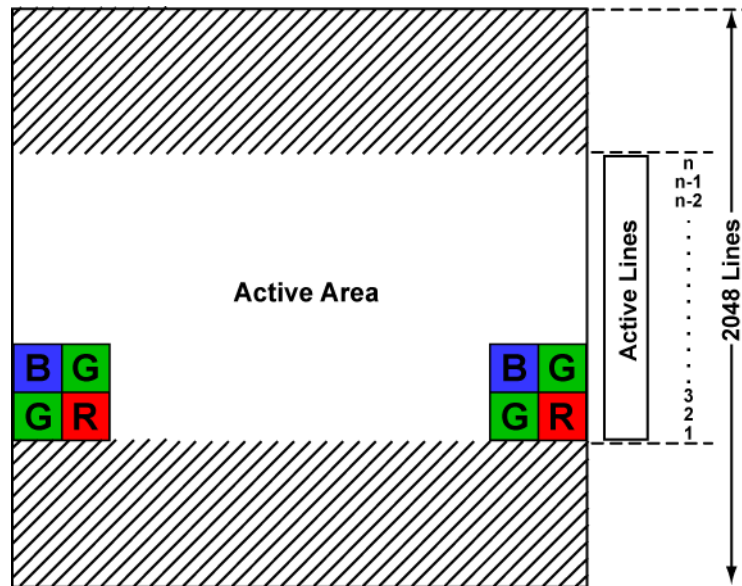 n
n-1
n-2
Active Area
Active Lines
2048 Lines
B G
G R
B G
G R
3
2
1